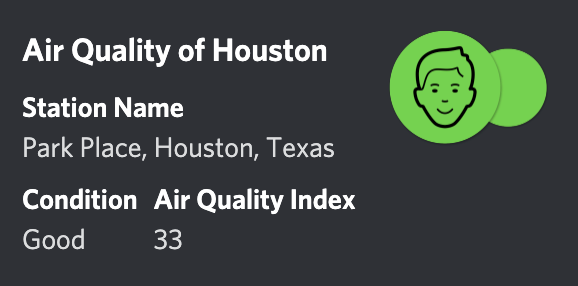 Air Quality of Houston
Station Name
Park Place, Houston, Texas
Condition Air Quality Index
Good 33